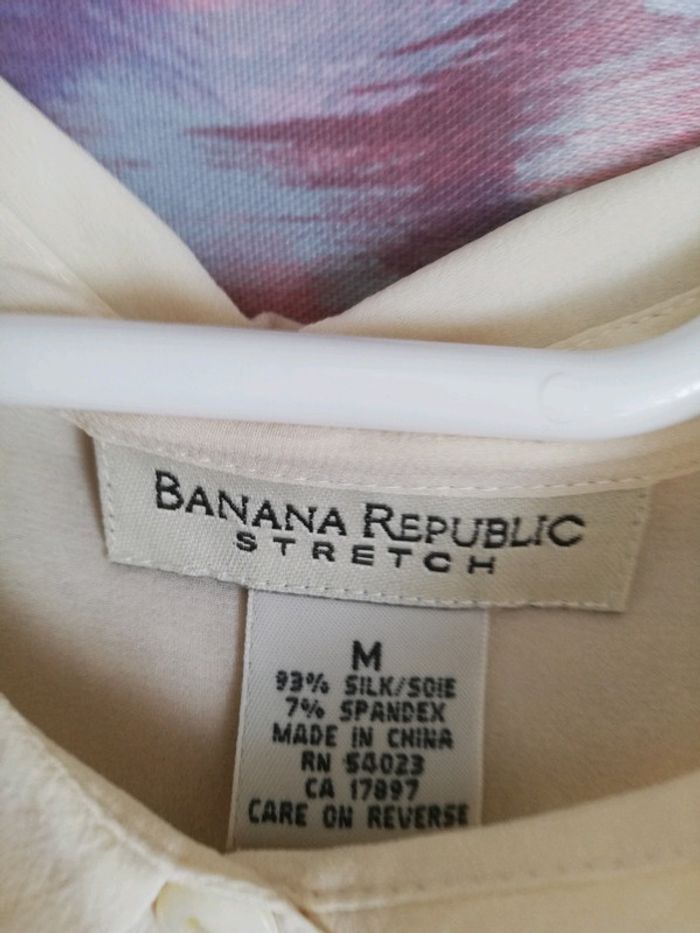 BANANA REPUBLIC
STRETCH
M
93% SILK/SOIE
7% SPANDEX
MADE IN CHINA
RN 54023
CA 17897
CARE ON REVERSE